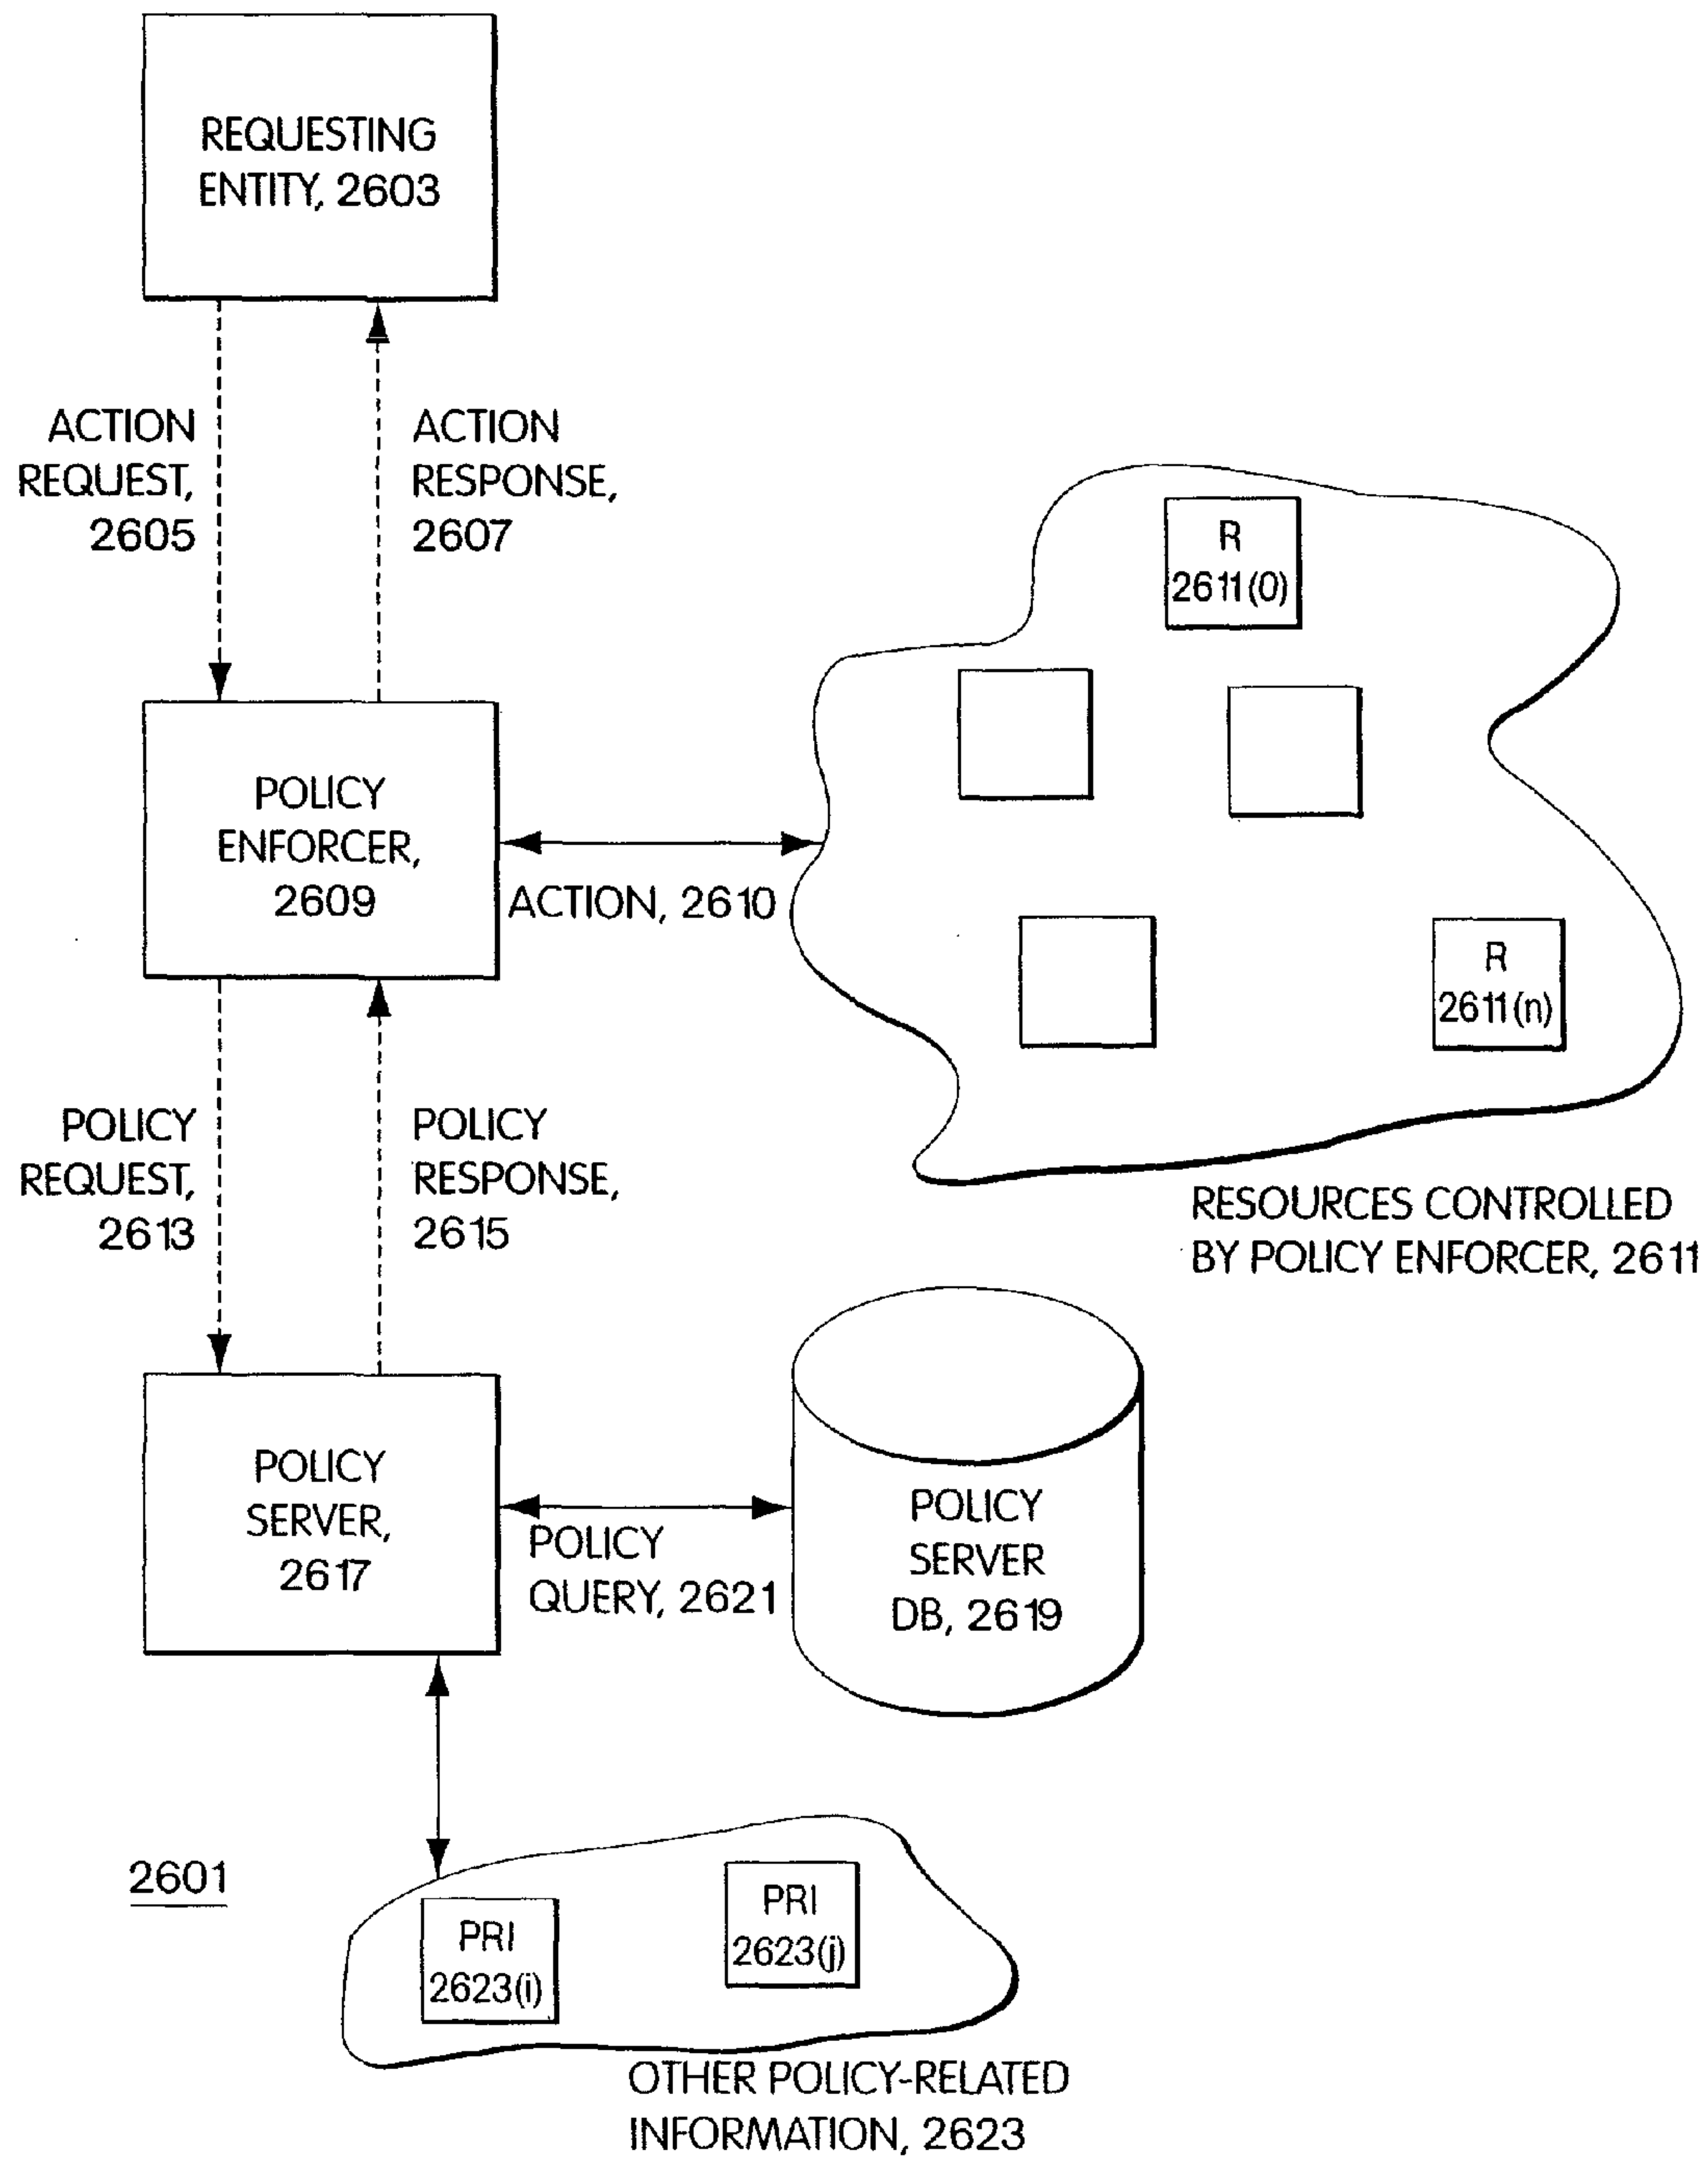 REQUESTING
ENTITY, 2603
ACTION
REQUEST,
2605
ACTION
RESPONSE,
2607
R
2611(0)
POLICY
ENFORCER,
2609
ACTION, 2610
R
2611(n)
POLICY
REQUEST,
2613
POLICY
RESPONSE,
2615
RESOURCES CONTROLLED
BY POLICY ENFORCER, 2611
POLICY
SERVER,
2617
POLICY
QUERY, 2621
POLICY
SERVER
DB, 2619
2601
PRI
2623(i)
PRI
2623(j)
OTHER POLICY-RELATED
INFORMATION, 2623